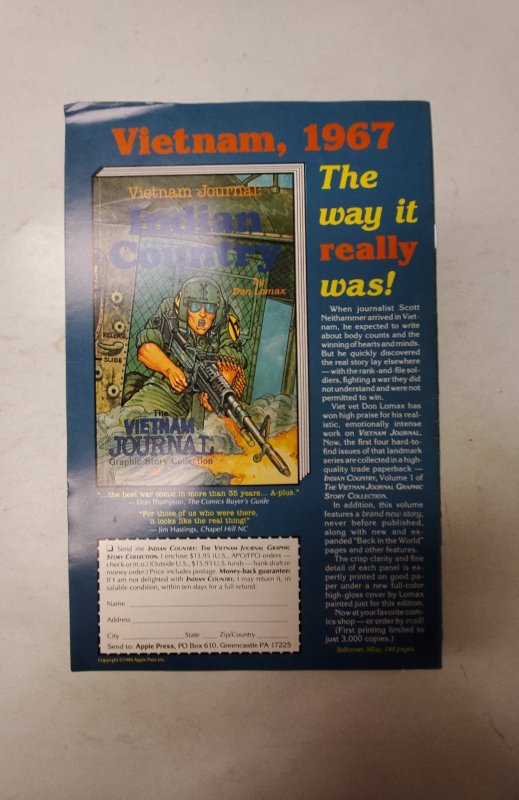 Vietnam, 1967
Vietnam Journal:
Indian
Country
By
Don Lomax
RELEASE
SLIDE
The
VIETNAM
JOURNAL
Graphic Story Collection
The
way it
really
was!
When journalist Scott
Neithammer arrived in Viet-
nam, he expected to write
about body counts and the
winning of hearts and minds.
But he quickly discovered
the real story lay elsewhere
— with the rank-and-file sol-
diers, fighting a war they did
not understand and were not
permitted to win.
Viet vet Don Lomax has
won high praise for his real-
istic, emotionally intense
work on VIETNAM JOURNAL.
Now, the first four hard-to-
find issues of that landmark
series are collected in a high-
quality trade paperback —
INDIAN COUNTRY, Volume 1 of
THE VIETNAM JOURNAL GRAPHIC
STORY COLLECTION.
In addition, this volume
features a brand new story,
never before published,
along with new and ex-
panded "Back in the World"
pages and other features.
The crisp clarity and fine
detail of each panel is ex-
pertly printed on good pa-
per under a new full-color
high-gloss cover by Lomax
painted just for this edition.
Now at your favorite com-
ics shop — or order by mail!
(First printing limited to
just 3,000 copies.)
Softcover, b&w, 144 pages
"...the best war comic in more than 35 years... A-plus."
— Don Thompson, The Comics Buyer's Guide
"For those of us who were there,
it looks like the real thing!"
— Jim Hastings, Chapel Hill NC
❏ Send me INDIAN COUNTRY: THE VIETNAM JOURNAL GRAPHIC
STORY COLLECTION. I enclose $13.95 (U.S., APO/FPO orders —
check or m.o.) (Outside U.S., $15.95 U.S. funds — bank draft or
money order.) Price includes postage. Money-back guarantee:
If I am not delighted with INDIAN COUNTRY, I may return it, in
salable condition, within ten days for a full refund.
Name
Address
City State Zip/Country
Send to: Apple Press, PO Box 610, Greencastle PA 17225
Copyright ©1990 Apple Press Inc.